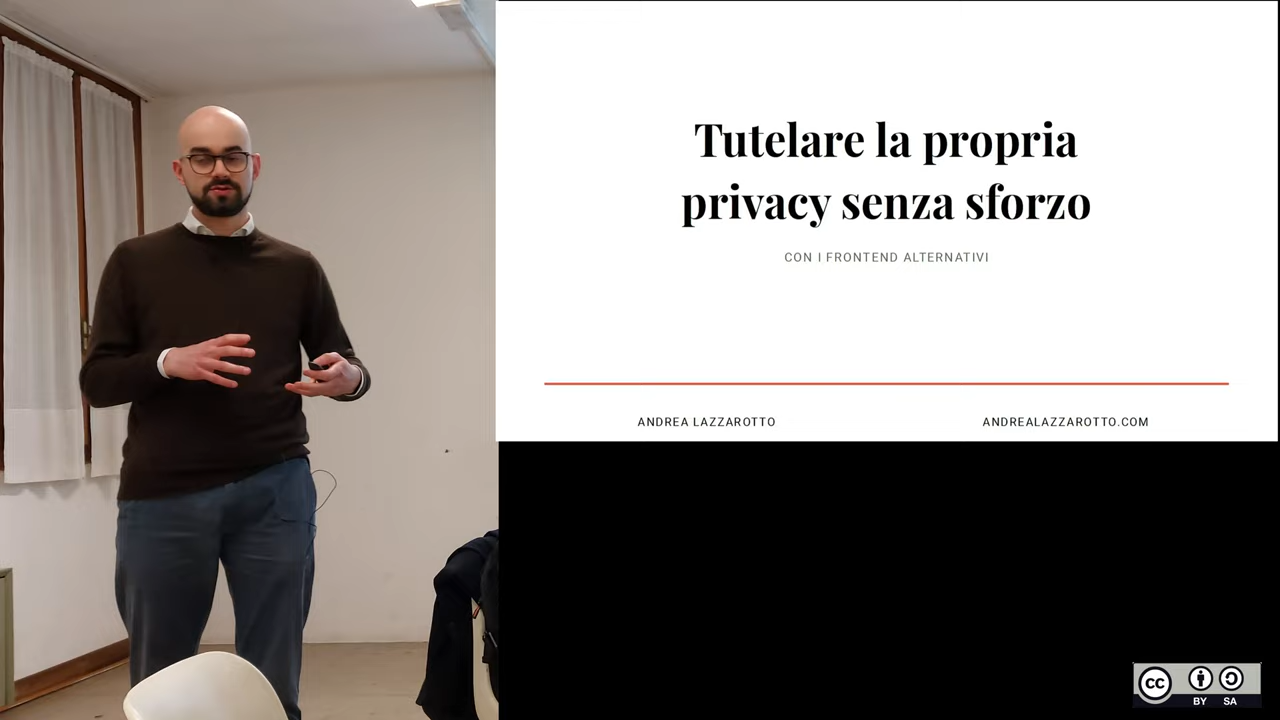 Tutelare la propria
privacy senza sforzo
CON I FRONTEND ALTERNATIVI
ANDREA LAZZAROTTO
ANDREALAZZAROTTO.COM
cc
BY SA